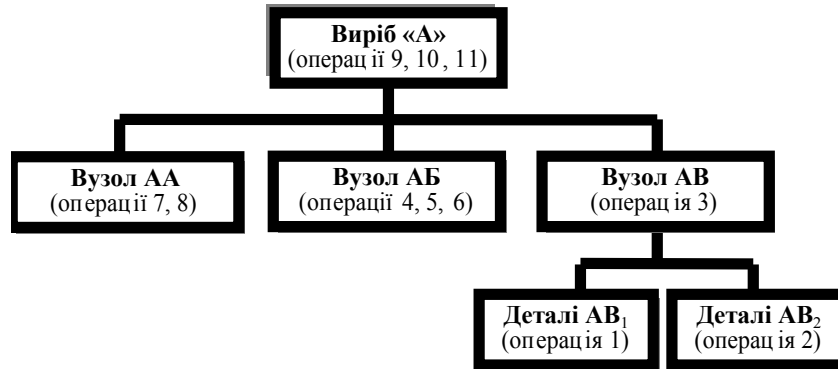 Виріб «А»
(операції 9, 10, 11)
Вузол АА
(операції 7, 8)
Вузол АБ
(операції 4, 5, 6)
Вузол АВ
(операція 3)
Деталі АВ₁
(операція 1)
Деталі АВ₂
(операція 2)